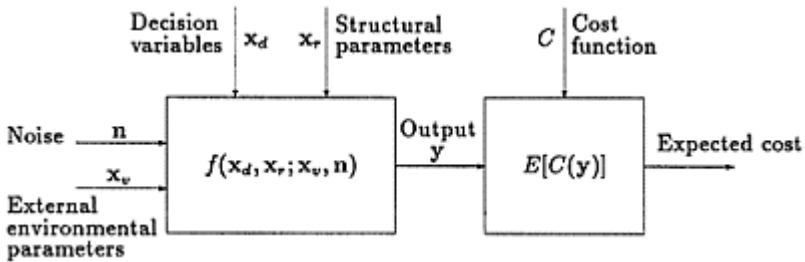 Decision
variables
x_d
x_r
Structural
parameters
C
Cost
function
Noise
n
x_v
External
environmental
parameters
f(x_d, x_r; x_v, n)
Output
y
E[C(y)]
Expected cost